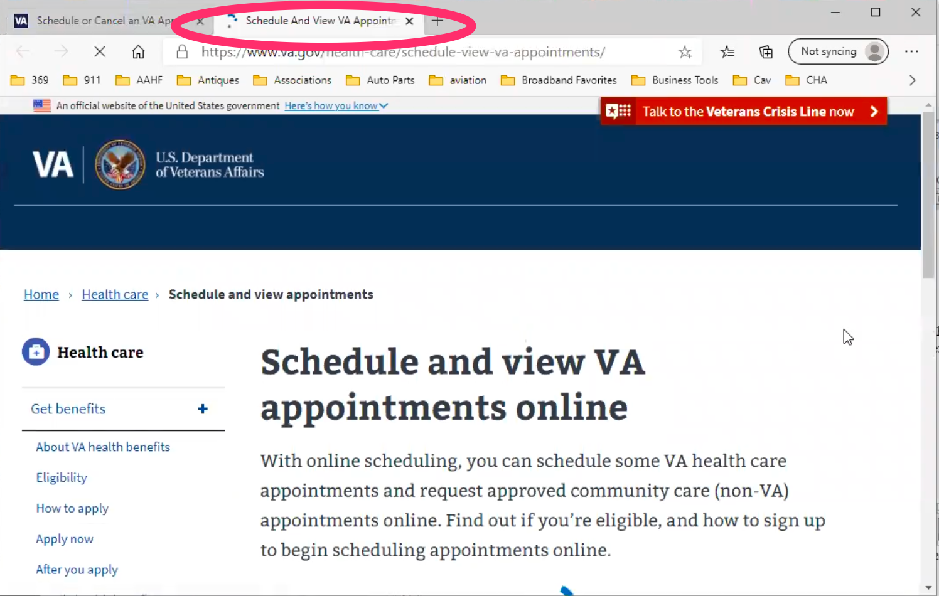 VA Schedule or Cancel an VA App
Schedule And View VA Appointm
https://www.va.gov/health-care/schedule-view-va-appointments/
Not syncing
369 911 AAHF Antiques Associations Auto Parts aviation Broadband Favorites Business Tools Cav CHA
An official website of the United States government Here's how you know
Talk to the Veterans Crisis Line now
VA
U.S. Department
of Veterans Affairs
Home › Health care › Schedule and view appointments
Health care
Get benefits
About VA health benefits
Eligibility
How to apply
Apply now
After you apply
Schedule and view VA
appointments online
With online scheduling, you can schedule some VA health care
appointments and request approved community care (non-VA)
appointments online. Find out if you're eligible, and how to sign up
to begin scheduling appointments online.